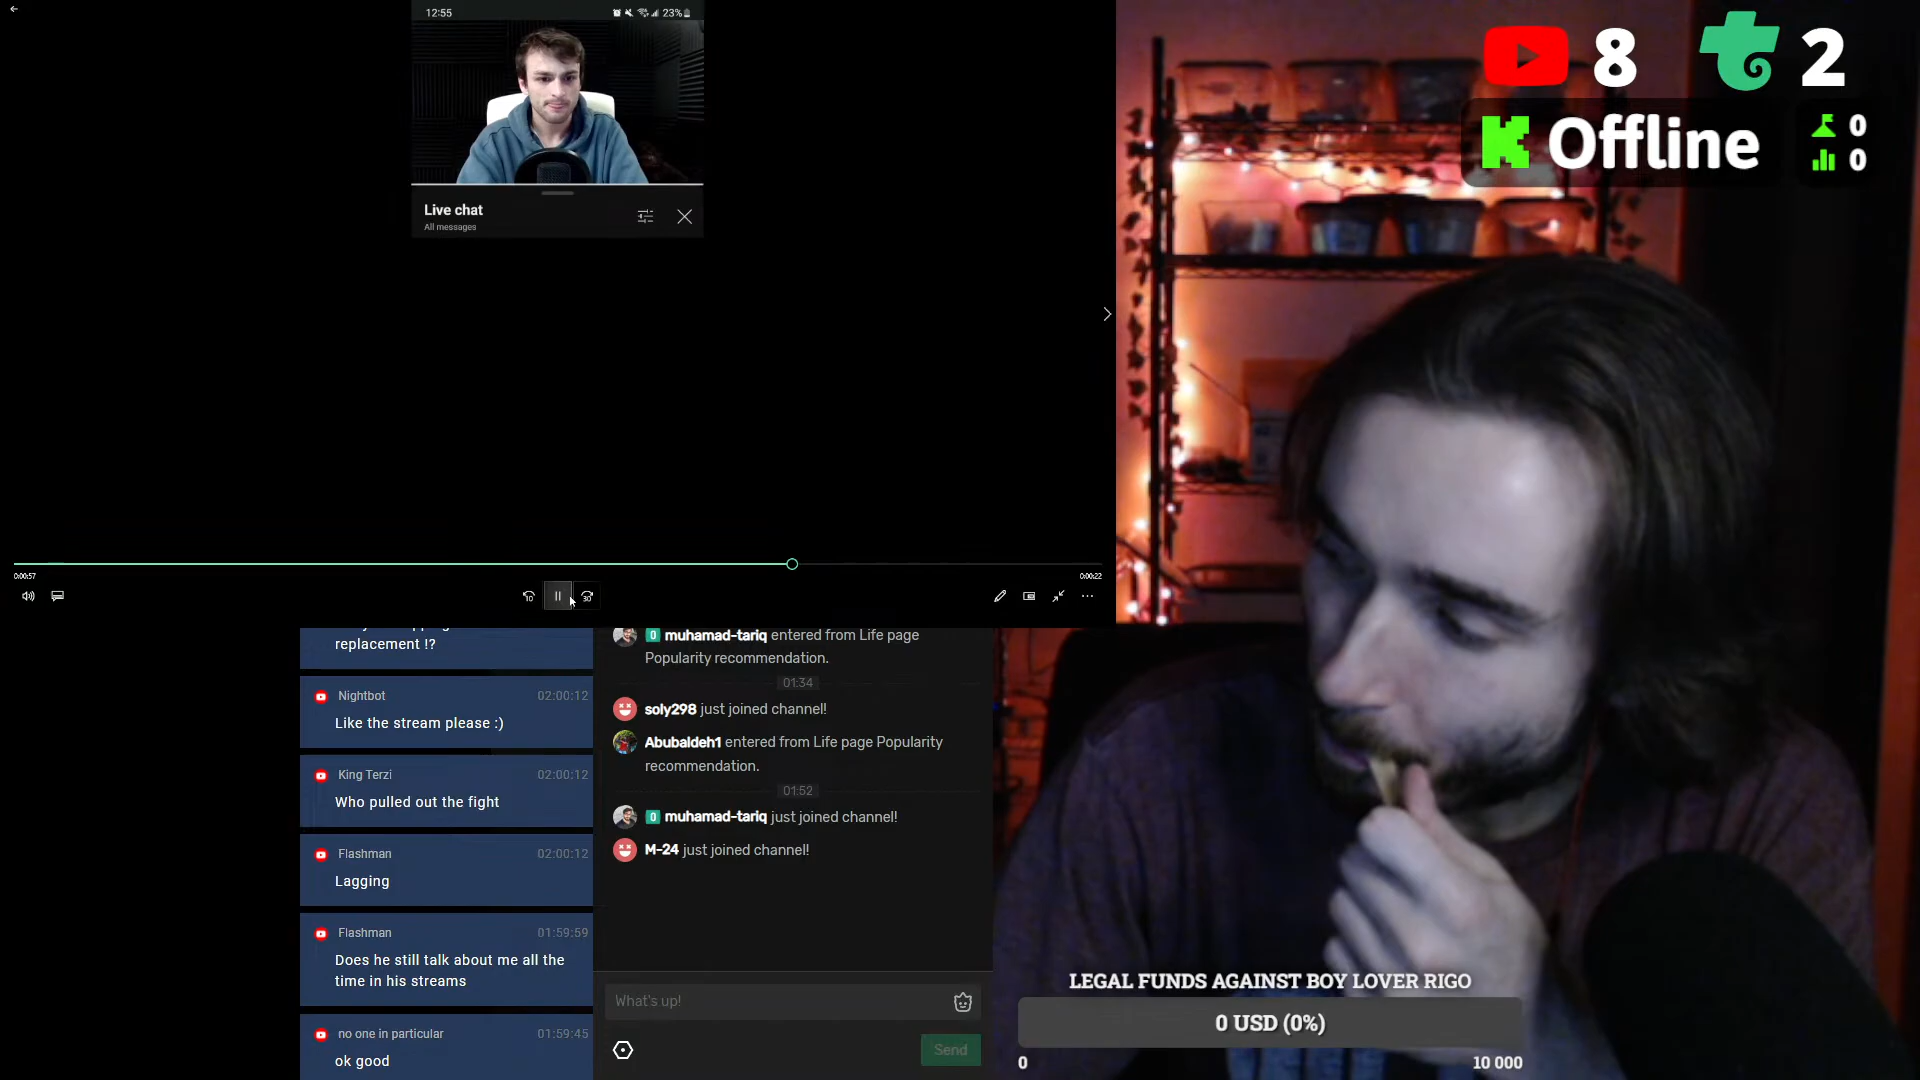 12:55
23%
Live chat
All messages
0:00:57
0:00:22
10
30
8
2
Offline
0
0
replacement !?
Nightbot 02:00:12
Like the stream please :)
King Terzi 02:00:12
Who pulled out the fight
Flashman 02:00:12
Lagging
Flashman 01:59:59
Does he still talk about me all the
time in his streams
no one in particular 01:59:45
ok good
0 muhamad-tariq entered from Life page
Popularity recommendation.
01:34
soly298 just joined channel!
Abubaldeh1 entered from Life page Popularity
recommendation.
01:52
0 muhamad-tariq just joined channel!
M-24 just joined channel!
What's up!
Send
LEGAL FUNDS AGAINST BOY LOVER RIGO
0 USD (0%)
0 10 000